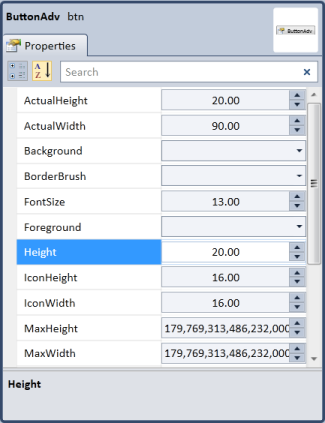 ButtonAdv btn
ButtonAdv
Properties
A Z Search
ActualHeight 20.00
ActualWidth 90.00
Background
BorderBrush
FontSize 13.00
Foreground
Height 20.00
IconHeight 16.00
IconWidth 16.00
MaxHeight 179,769,313,486,232,000
MaxWidth 179,769,313,486,232,000
Height